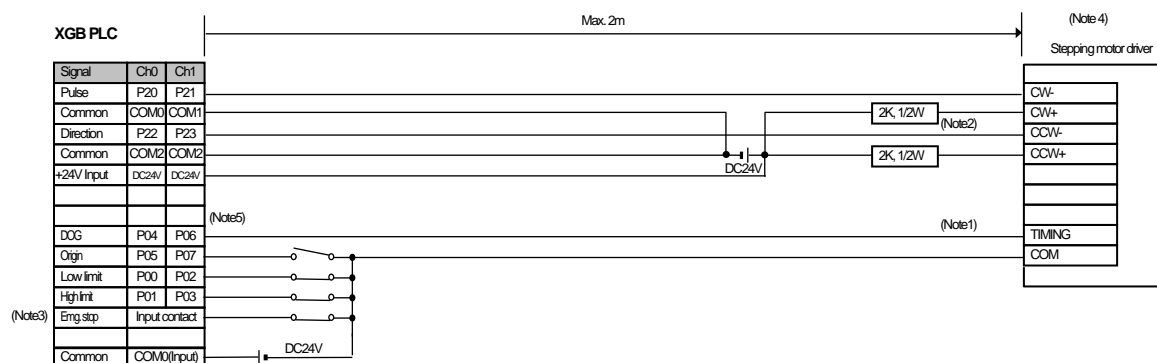 Max. 2m
(Note 4)
XGB PLC
Stepping motor driver
Signal Ch0 Ch1
Pulse P20 P21
CW-
Common COM0 COM1
2K, 1/2W
CW+
(Note2)
Direction P22 P23
CCW-
Common COM2 COM2
2K, 1/2W
CCW+
DC24V
+24V Input DC24V DC24V
(Note5)
(Note1)
DOG P04 P06
TIMING
Origin P05 P07
COM
Low limit P00 P02
High limit P01 P03
(Note3)
Emg. stop Input contact
DC24V
Common COM0(Input)